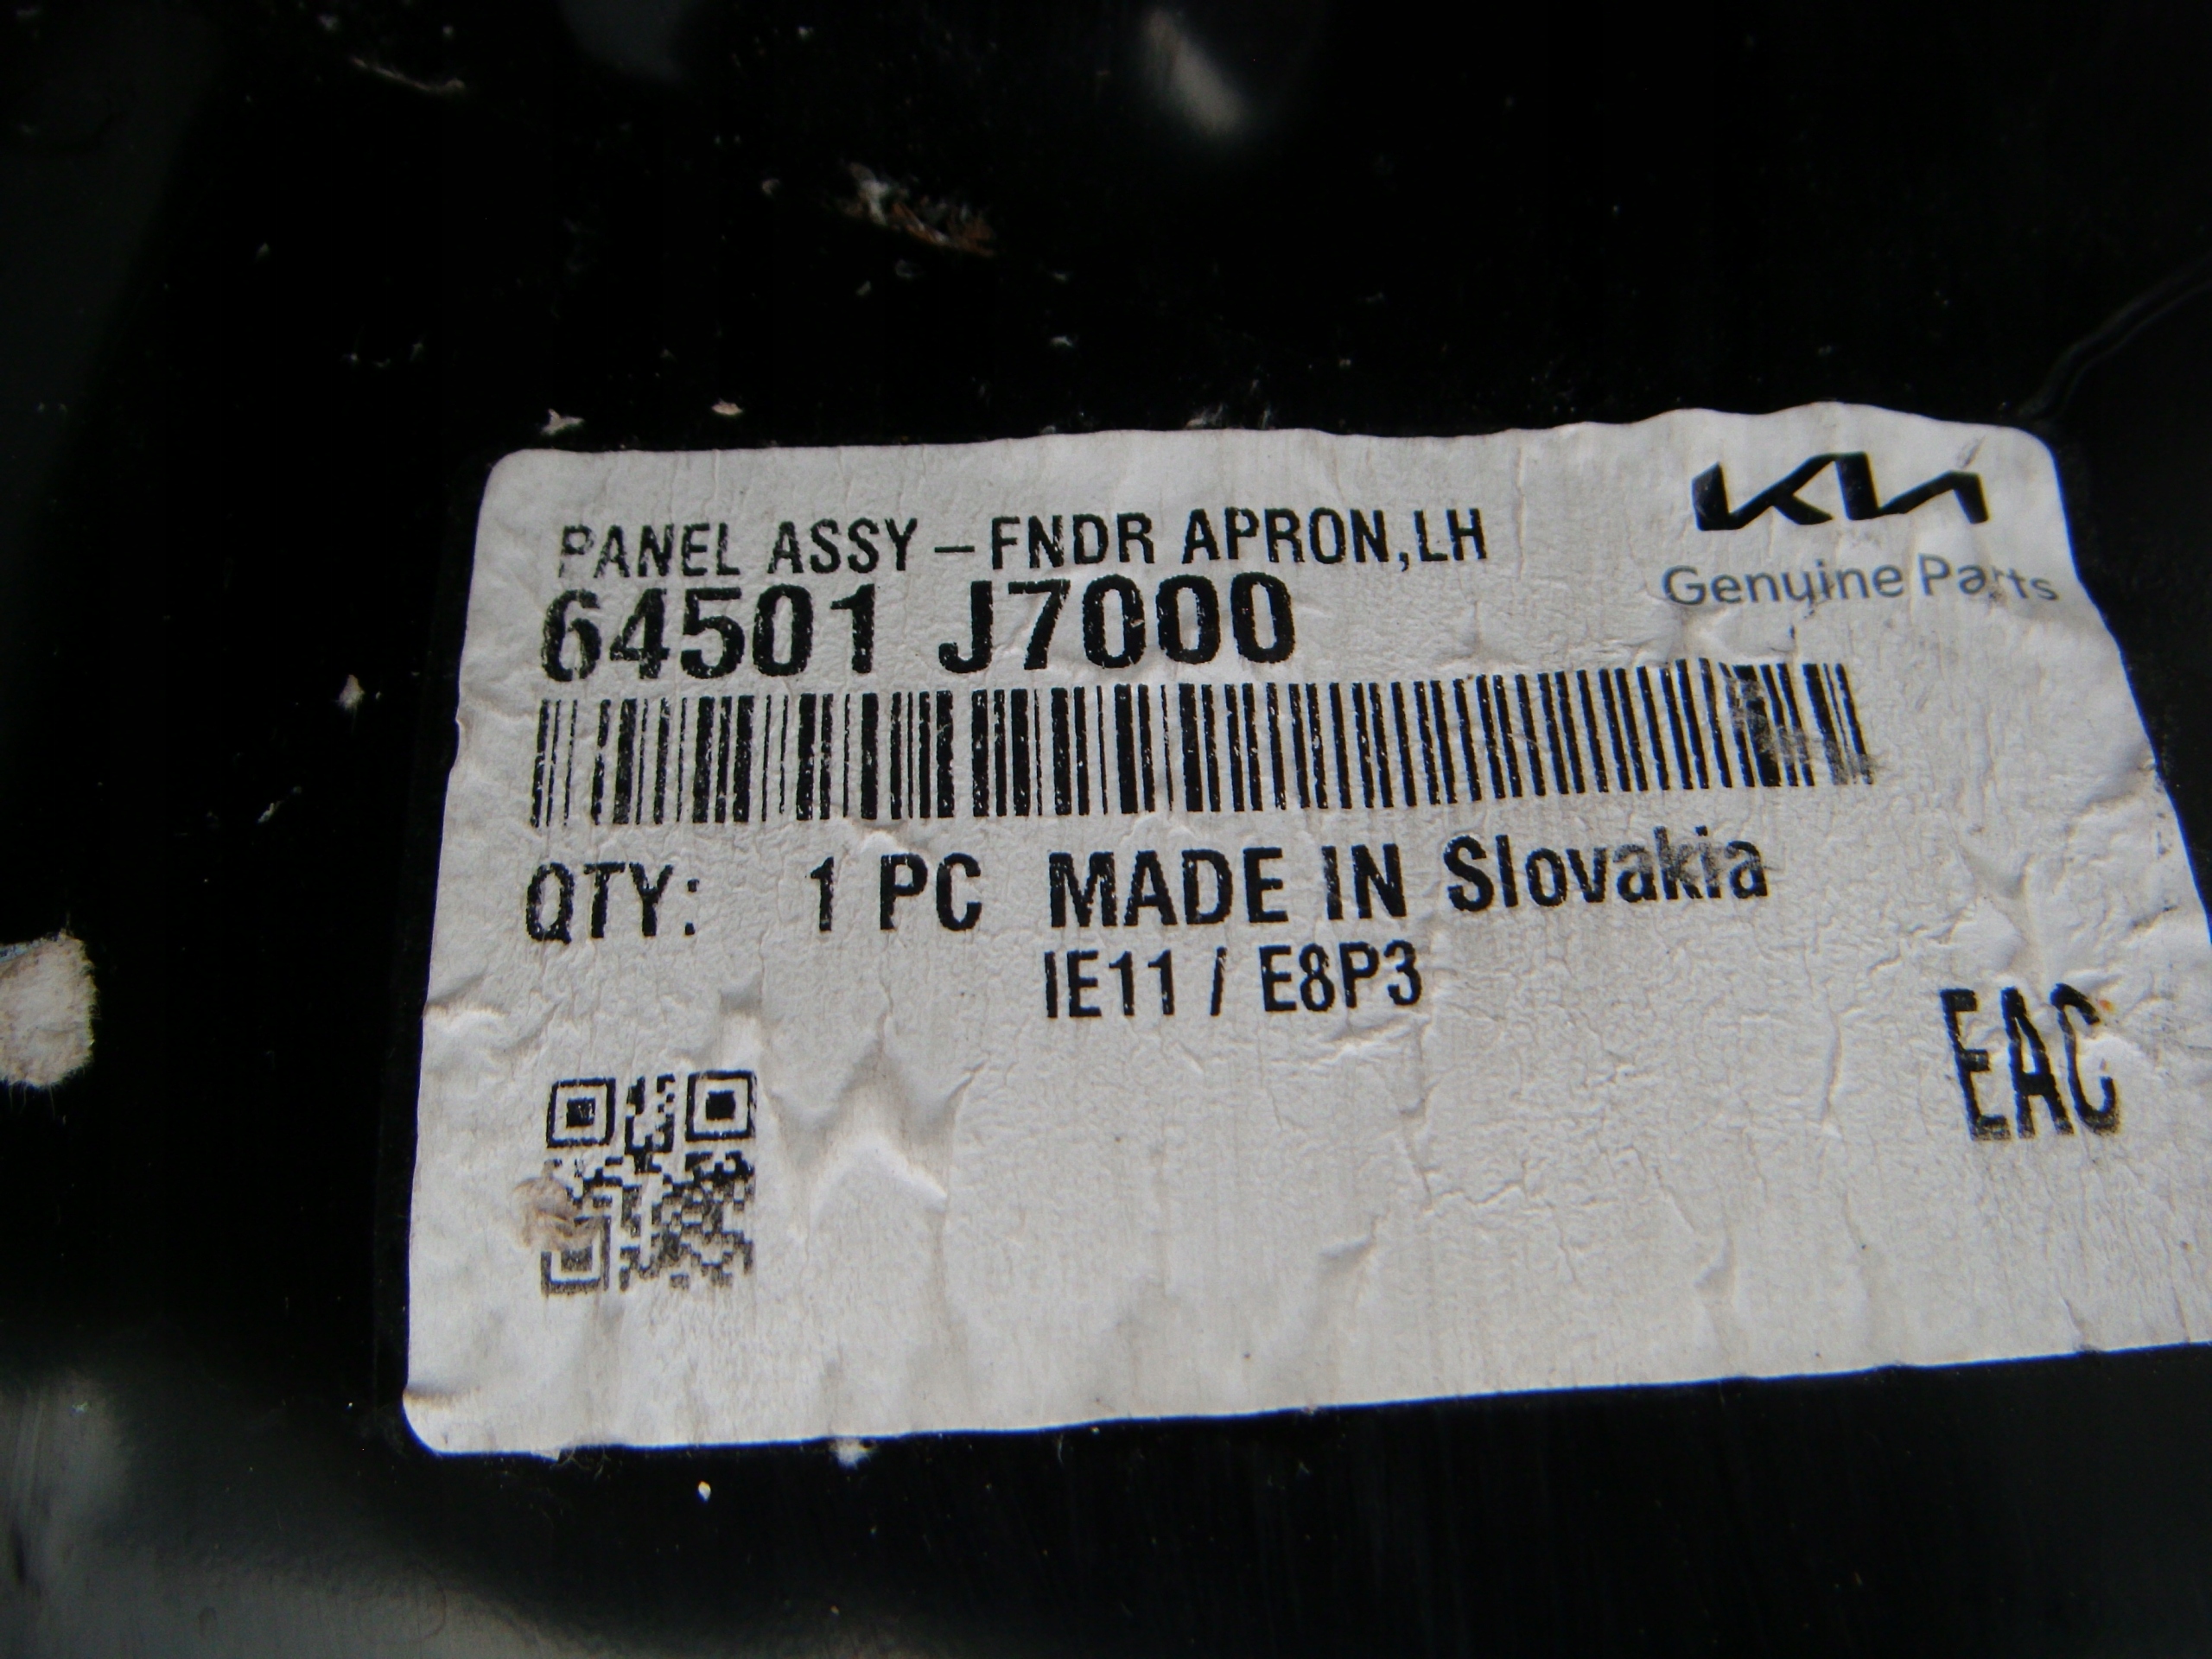 KIA
Genuine Parts
PANEL ASSY – FNDR APRON,LH
64501 J7000
QTY: 1 PC MADE IN Slovakia
IE11 / E8P3
EAC